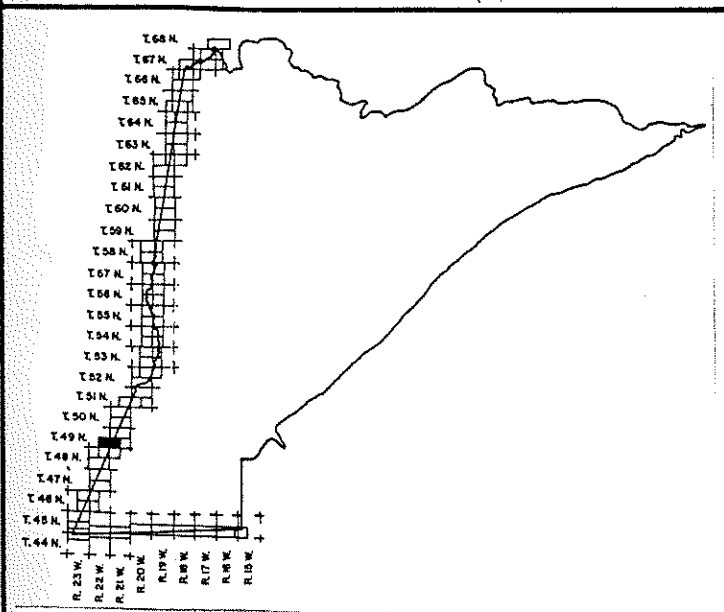 T. 68 N.
T. 67 N.
T. 66 N.
T. 65 N.
T. 64 N.
T. 63 N.
T. 62 N.
T. 61 N.
T. 60 N.
T. 59 N.
T. 58 N.
T. 57 N.
T. 56 N.
T. 55 N.
T. 54 N.
T. 53 N.
T. 52 N.
T. 51 N.
T. 50 N.
T. 49 N.
T. 48 N.
T. 47 N.
T. 46 N.
T. 45 N.
T. 44 N.
R. 23 W.
R. 22 W.
R. 21 W.
R. 20 W.
R. 19 W.
R. 18 W.
R. 17 W.
R. 16 W.
R. 15 W.